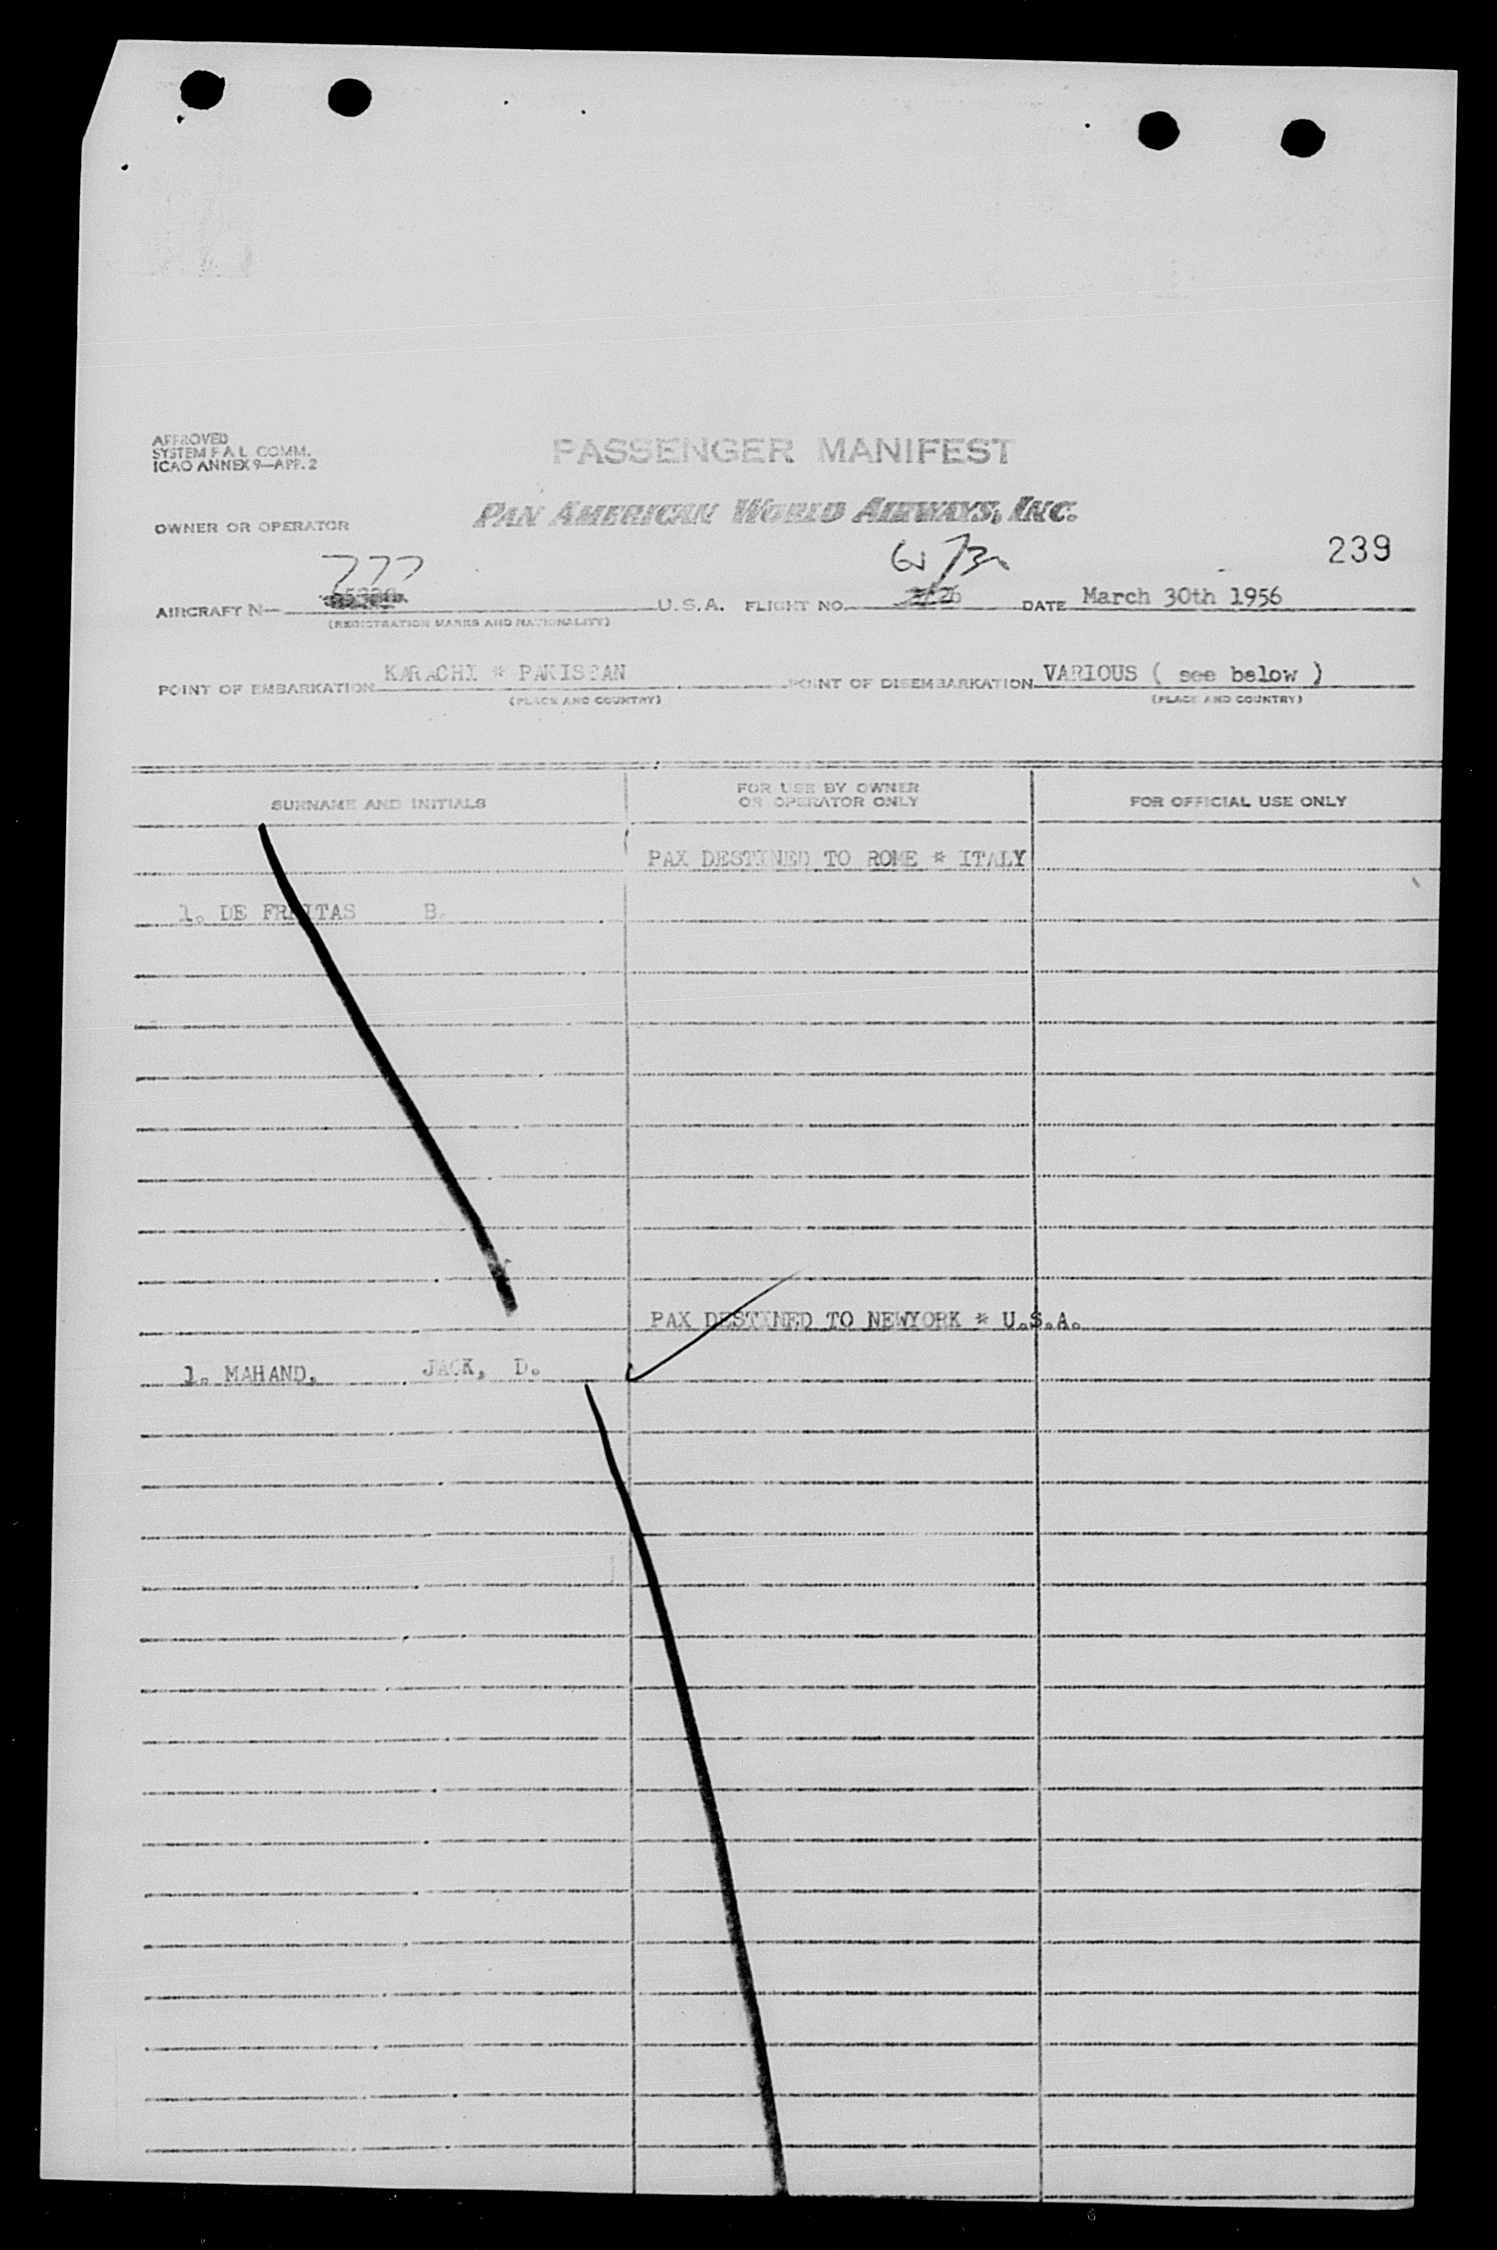 APPROVED
SYSTEM F A L COMM.
ICAO ANNEX 9—APP. 2
PASSENGER MANIFEST
OWNER OR OPERATOR
PAN AMERICAN WORLD AIRWAYS, INC.
239
777
AIRCRAFT N— U.S.A. FLIGHT NO. DATE March 30th 1956
(REGISTRATION MARKS AND NATIONALITY)
POINT OF EMBARKATION KARACHI * PAKISTAN POINT OF DISEMBARKATION VARIOUS ( see below )
(PLACE AND COUNTRY) (PLACE AND COUNTRY)
SURNAME AND INITIALS
FOR USE BY OWNER
OR OPERATOR ONLY
FOR OFFICIAL USE ONLY
PAX DESTINED TO ROME * ITALY
1. DE FREITAS B.
PAX DESTINED TO NEWYORK * U.S.A.
1. MAHAND, JACK, D.